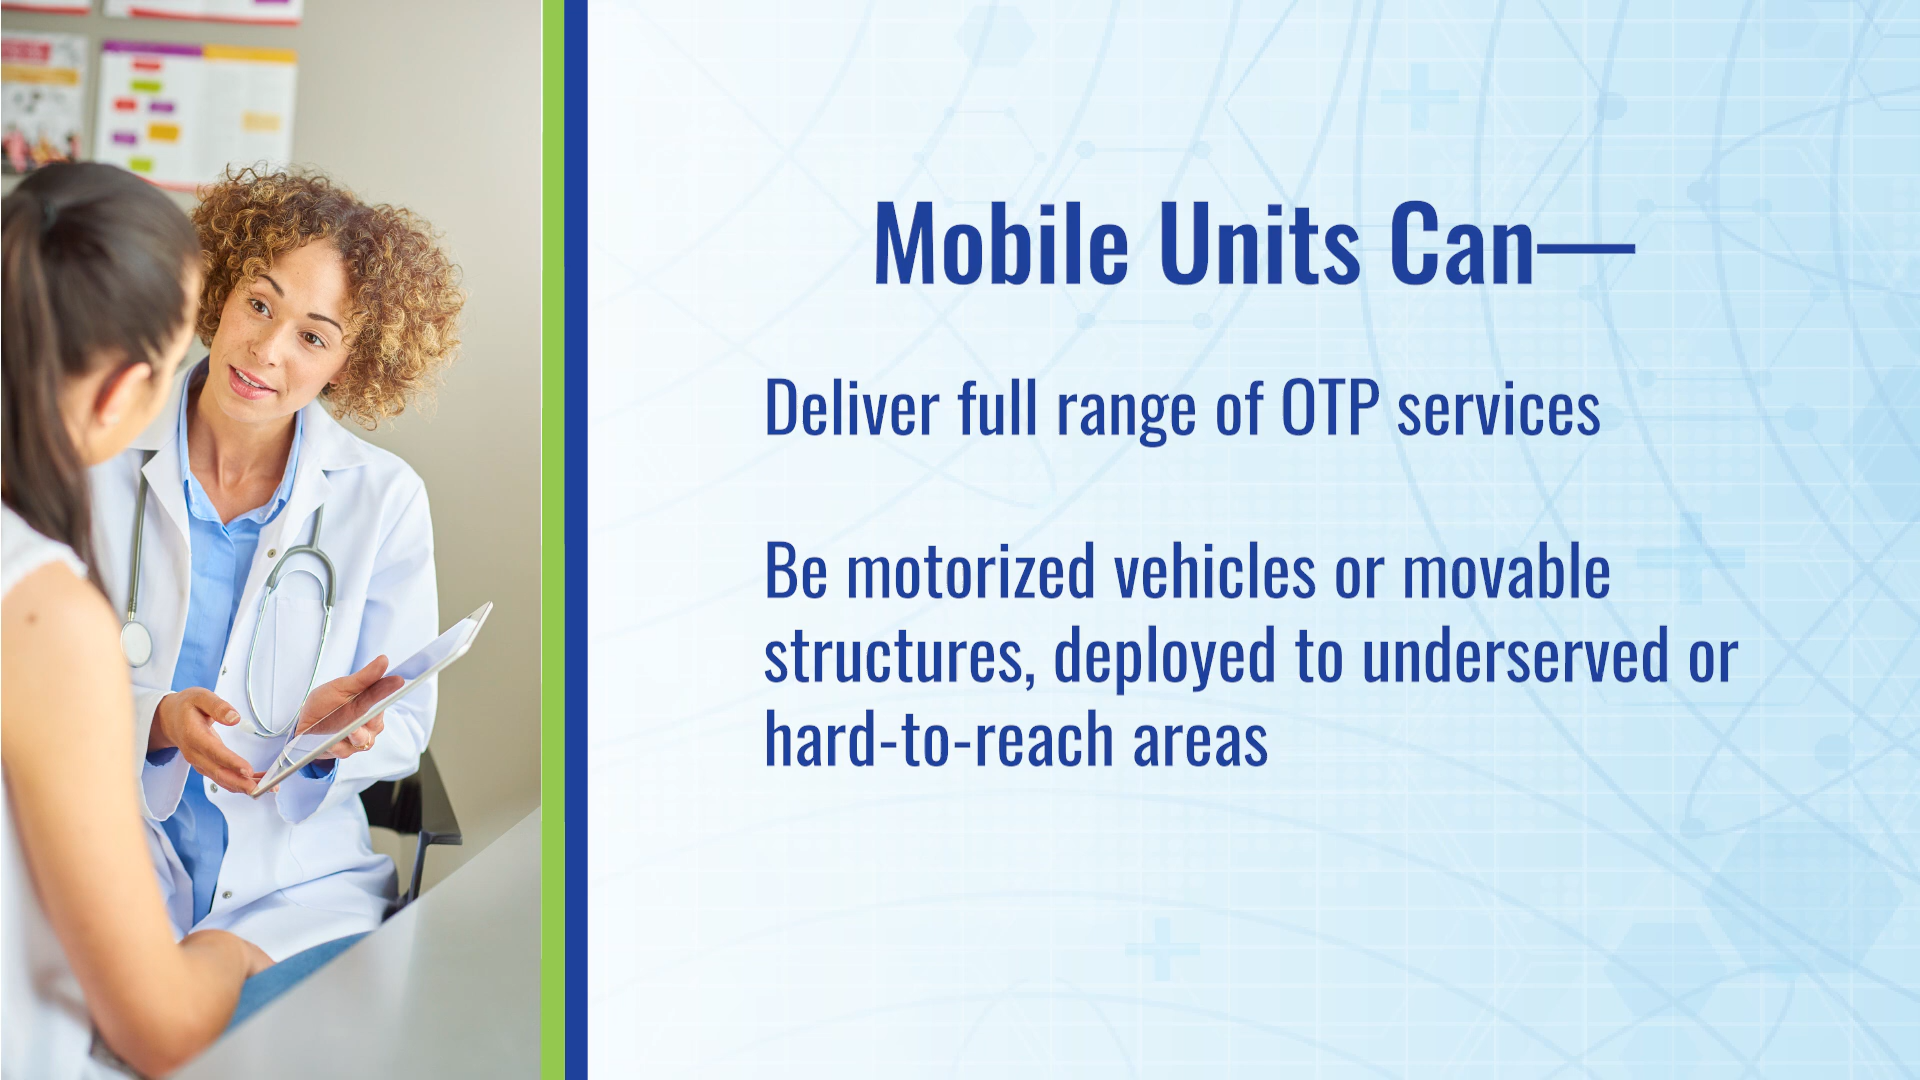 Mobile Units Can—
Deliver full range of OTP services
Be motorized vehicles or movable
structures, deployed to underserved or
hard-to-reach areas